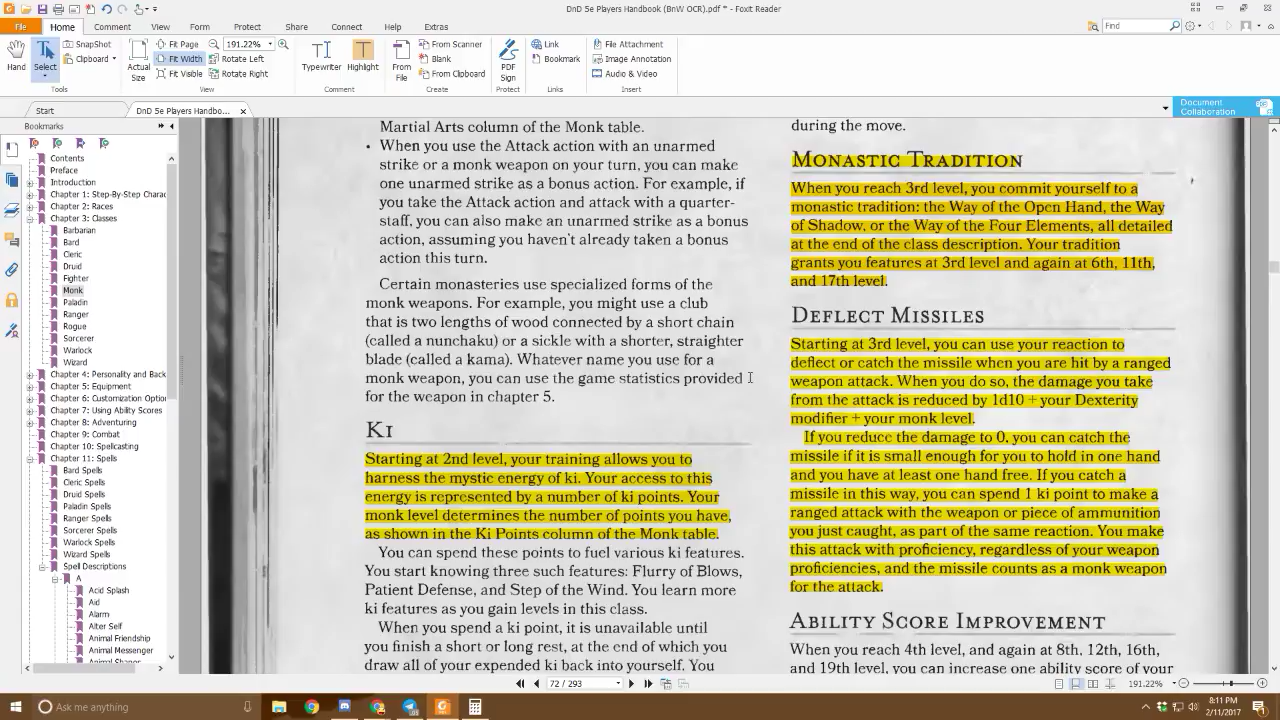 DnD 5e Players Handbook (BnW OCR).pdf * - Foxit Reader
File
Home
Comment
View
Form
Protect
Share
Connect
Help
Extras
Find
Hand
Select
SnapShot
Clipboard
Tools
Actual Size
Fit Page
Fit Width
Fit Visible
191.22%
Rotate Left
Rotate Right
View
Typewriter
Highlight
Comment
From File
From Scanner
Blank
From Clipboard
Create
PDF Sign
Protect
Link
Bookmark
Links
File Attachment
Image Annotation
Audio & Video
Insert
Start
DnD 5e Players Handbo...
Document Collaboration
Bookmarks
Contents
Preface
Introduction
Chapter 1: Step-By-Step Charac
Chapter 2: Races
Chapter 3: Classes
Barbarian
Bard
Cleric
Druid
Fighter
Monk
Paladin
Ranger
Rogue
Sorcerer
Warlock
Wizard
Chapter 4: Personality and Back
Chapter 5: Equipment
Chapter 6: Customization Option
Chapter 7: Using Ability Scores
Chapter 8: Adventuring
Chapter 9: Combat
Chapter 10: Spellcasting
Chapter 11: Spells
Bard Spells
Cleric Spells
Druid Spells
Paladin Spells
Ranger Spells
Sorcerer Spells
Warlock Spells
Wizard Spells
Spell Descriptions
A
Acid Splash
Aid
Alarm
Alter Self
Animal Friendship
Animal Messenger
Animal Shapes
Martial Arts column of the Monk table.
• When you use the Attack action with an unarmed
strike or a monk weapon on your turn, you can make
one unarmed strike as a bonus action. For example, if
you take the Attack action and attack with a quarter-
staff, you can also make an unarmed strike as a bonus
action, assuming you haven't already taken a bonus
action this turn.
Certain monasteries use specialized forms of the
monk weapons. For example, you might use a club
that is two lengths of wood connected by a short chain
(called a nunchaku) or a sickle with a shorter, straighter
blade (called a kama). Whatever name you use for a
monk weapon, you can use the game statistics provided
for the weapon in chapter 5.
KI
Starting at 2nd level, your training allows you to
harness the mystic energy of ki. Your access to this
energy is represented by a number of ki points. Your
monk level determines the number of points you have,
as shown in the Ki Points column of the Monk table.
You can spend these points to fuel various ki features.
You start knowing three such features: Flurry of Blows,
Patient Defense, and Step of the Wind. You learn more
ki features as you gain levels in this class.
When you spend a ki point, it is unavailable until
you finish a short or long rest, at the end of which you
draw all of your expended ki back into yourself. You
during the move.
MONASTIC TRADITION
When you reach 3rd level, you commit yourself to a
monastic tradition: the Way of the Open Hand, the Way
of Shadow, or the Way of the Four Elements, all detailed
at the end of the class description. Your tradition
grants you features at 3rd level and again at 6th, 11th,
and 17th level.
DEFLECT MISSILES
Starting at 3rd level, you can use your reaction to
deflect or catch the missile when you are hit by a ranged
weapon attack. When you do so, the damage you take
from the attack is reduced by 1d10 + your Dexterity
modifier + your monk level.
If you reduce the damage to 0, you can catch the
missile if it is small enough for you to hold in one hand
and you have at least one hand free. If you catch a
missile in this way, you can spend 1 ki point to make a
ranged attack with the weapon or piece of ammunition
you just caught, as part of the same reaction. You make
this attack with proficiency, regardless of your weapon
proficiencies, and the missile counts as a monk weapon
for the attack.
ABILITY SCORE IMPROVEMENT
When you reach 4th level, and again at 8th, 12th, 16th,
and 19th level, you can increase one ability score of your
72 / 293
191.22%
Ask me anything
8:11 PM
2/11/2017